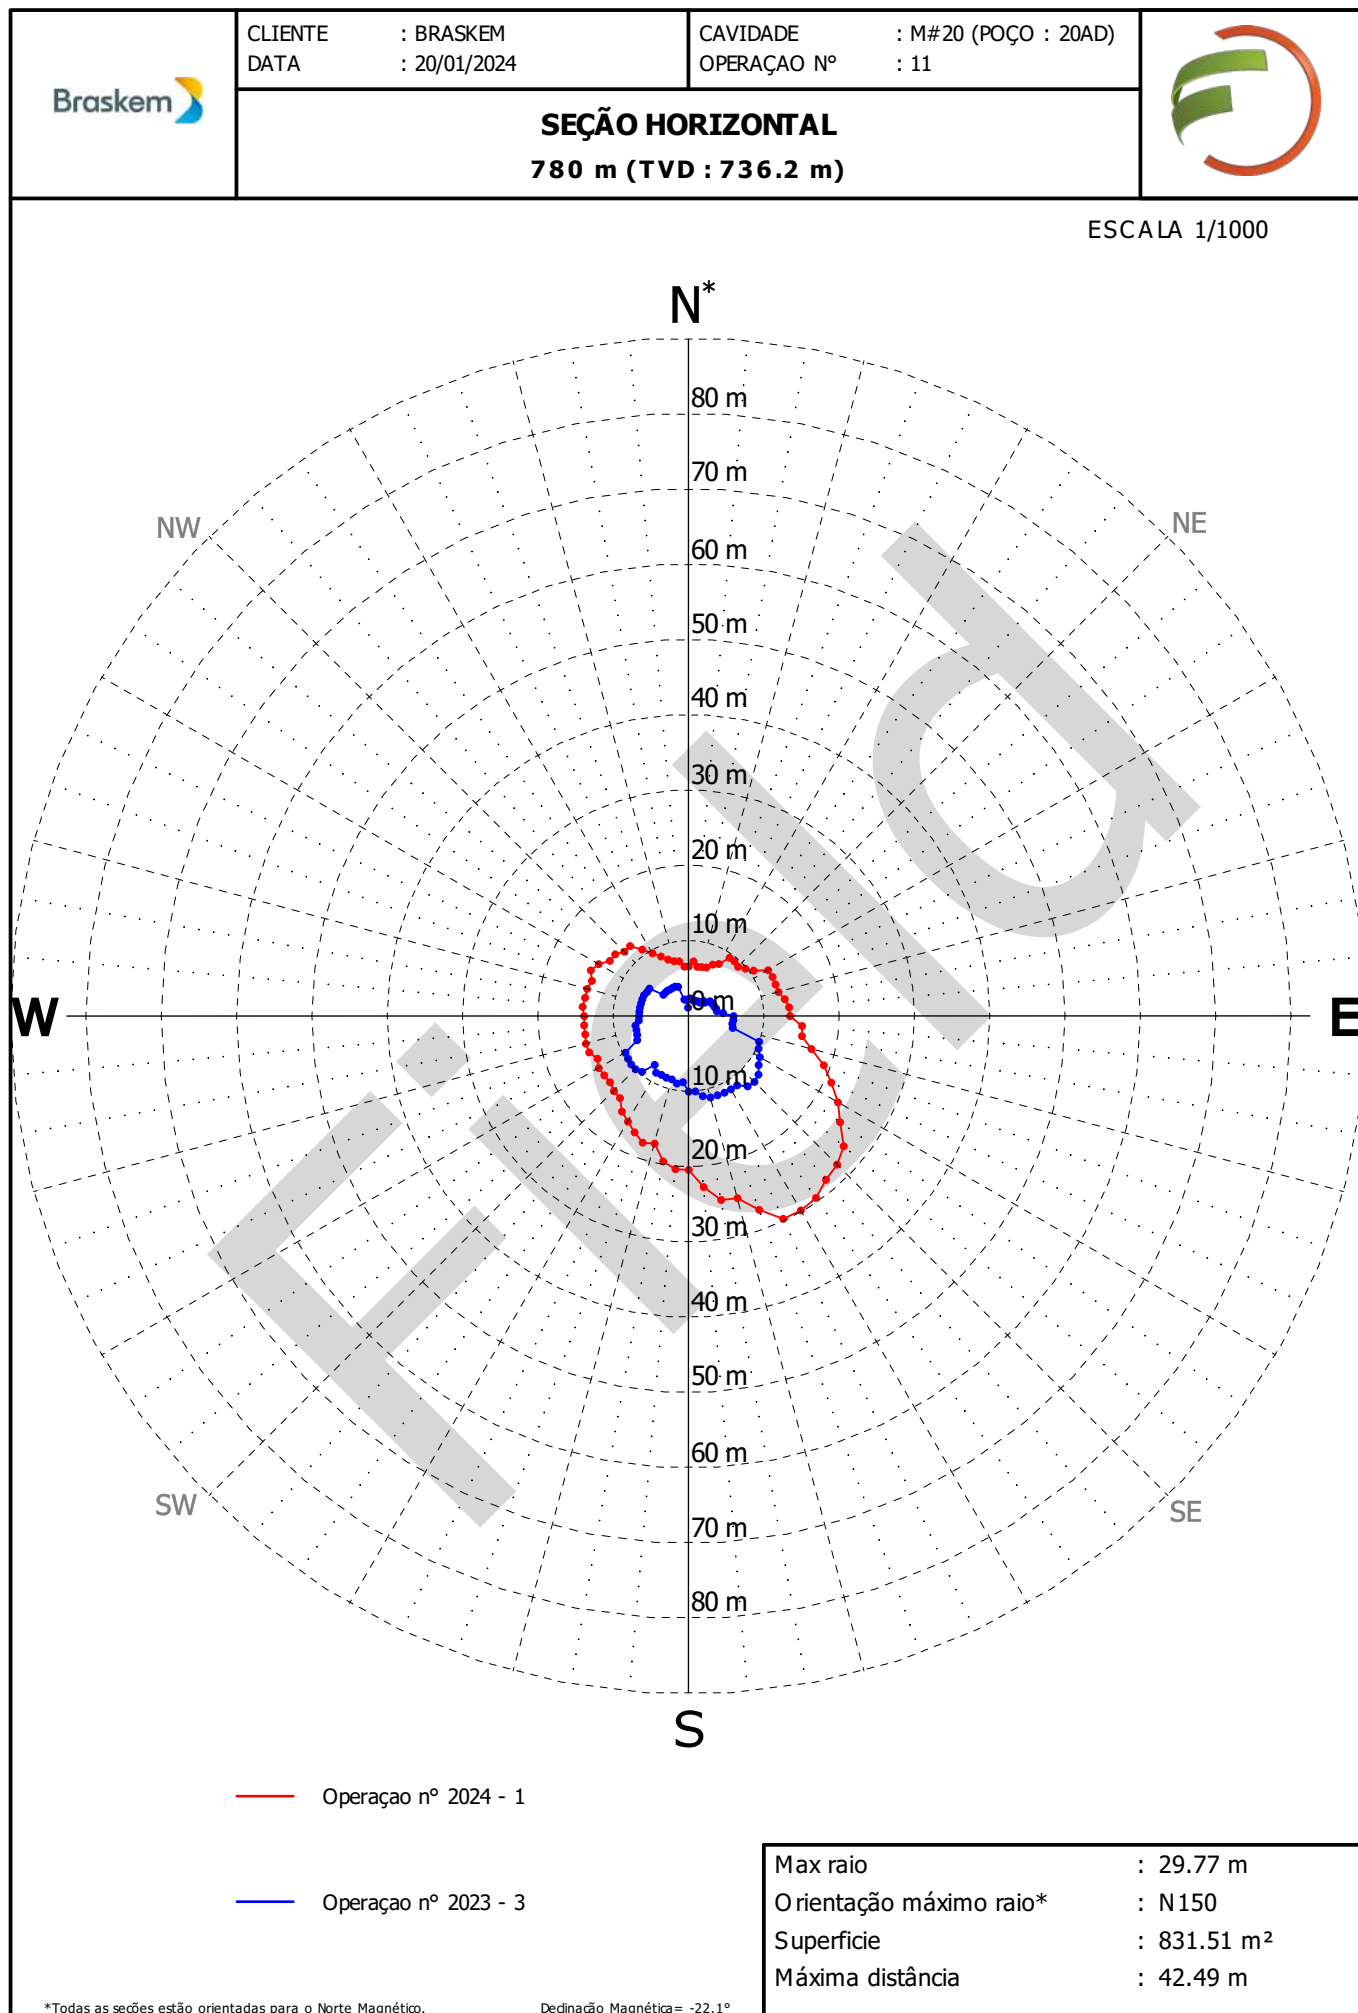 Braskem
CLIENTE : BRASKEM
DATA : 20/01/2024
CAVIDADE : M#20 (POÇO : 20AD)
OPERAÇAO N° : 11
SEÇÃO HORIZONTAL
780 m (TVD : 736.2 m)
ESCALA 1/1000
N*
80 m
70 m
NW
NE
60 m
50 m
40 m
30 m
20 m
10 m
W
0 m
E
10 m
20 m
30 m
40 m
50 m
60 m
SW
SE
70 m
80 m
S
Field
Operaçao n° 2024 - 1
Operaçao n° 2023 - 3
Max raio : 29.77 m
Orientação máximo raio* : N150
Superficie : 831.51 m²
Máxima distância : 42.49 m
*Todas as seções estão orientadas para o Norte Magnético. Declinação Magnética= -22.1°